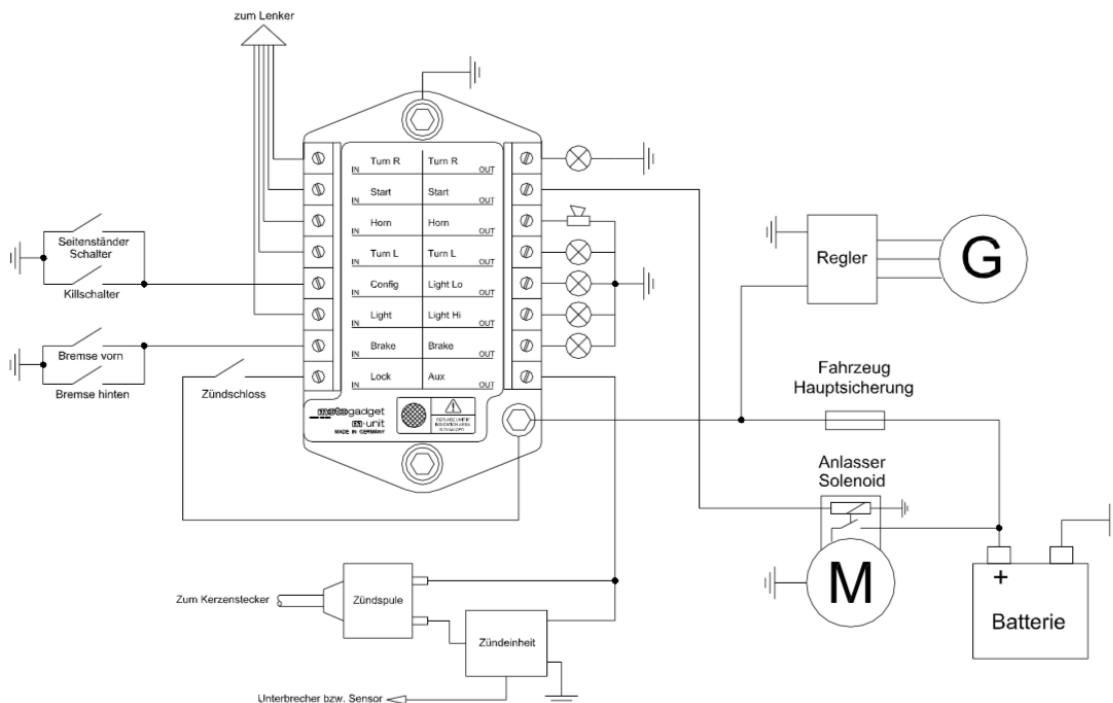 zum Lenker
Turn R Turn R
IN OUT
Start Start
IN OUT
Horn Horn
IN OUT
Turn L Turn L
IN OUT
Config Light Lo
IN OUT
Light Light Hi
IN OUT
Brake Brake
IN OUT
Lock Aux
IN OUT
motogadget
m-unit
MADE IN GERMANY
Seitenständer
Schalter
Killschalter
Bremse vorn
Bremse hinten
Zündschloss
Regler
G
Fahrzeug
Hauptsicherung
Anlasser
Solenoid
M
+
Batterie
Zum Kerzenstecker
Zündspule
Zündeinheit
Unterbrecher bzw. Sensor